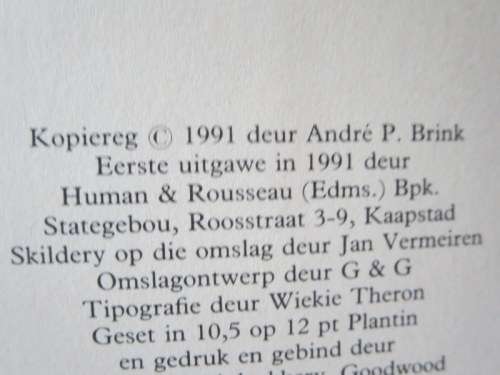 Kopiereg © 1991 deur André P. Brink
Eerste uitgawe in 1991 deur
Human & Rousseau (Edms.) Bpk.
Stategebou, Roosstraat 3-9, Kaapstad
Skildery op die omslag deur Jan Vermeiren
Omslagontwerp deur G & G
Tipografie deur Wiekie Theron
Geset in 10,5 op 12 pt Plantin
en gedruk en gebind deur
Goodwood